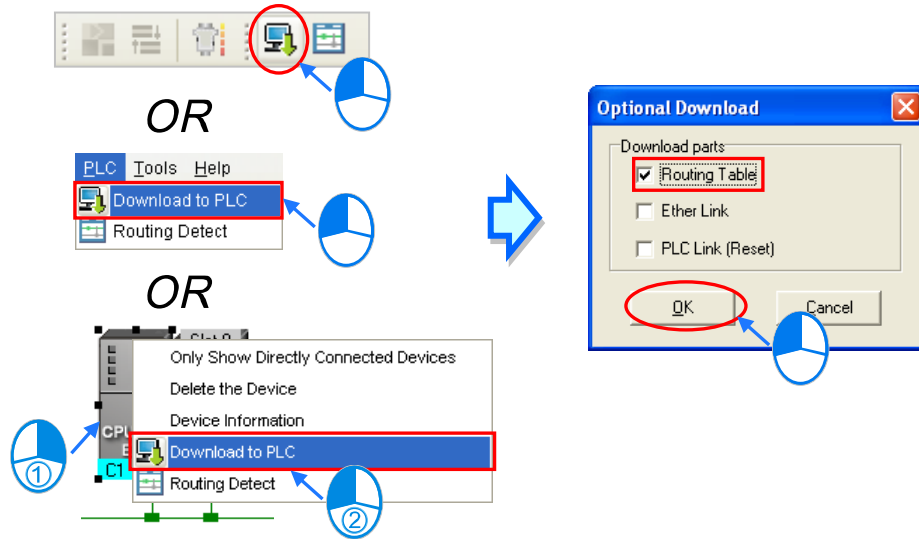 OR
PLC Tools Help
Download to PLC
Routing Detect
OR
Only Show Directly Connected Devices
Delete the Device
Device Information
Download to PLC
Routing Detect
CPU
C1
1
2
Optional Download
Download parts
Routing Table
Ether Link
PLC Link (Reset)
OK
Cancel